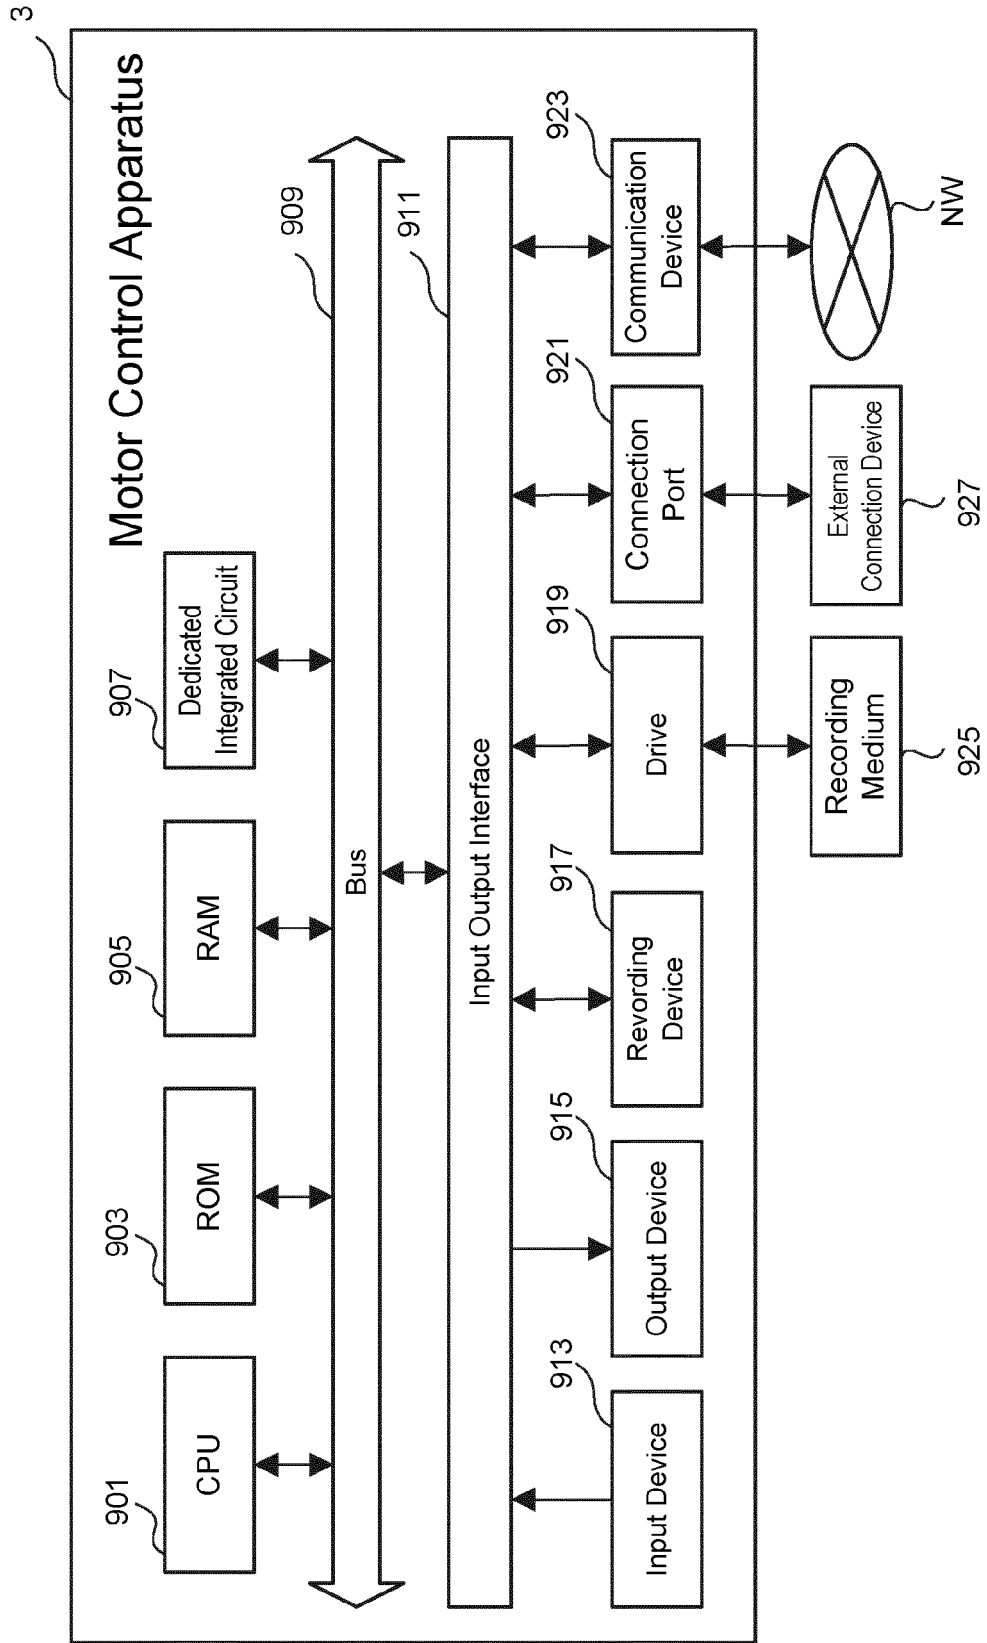 3
Motor Control Apparatus
901
CPU
903
ROM
905
RAM
907
Dedicated
Integrated Circuit
909
Bus
911
Input Output Interface
913
Input Device
915
Output Device
917
Revording
Device
919
Drive
921
Connection
Port
923
Communication
Device
Recording
Medium
925
External
Connection Device
927
NW